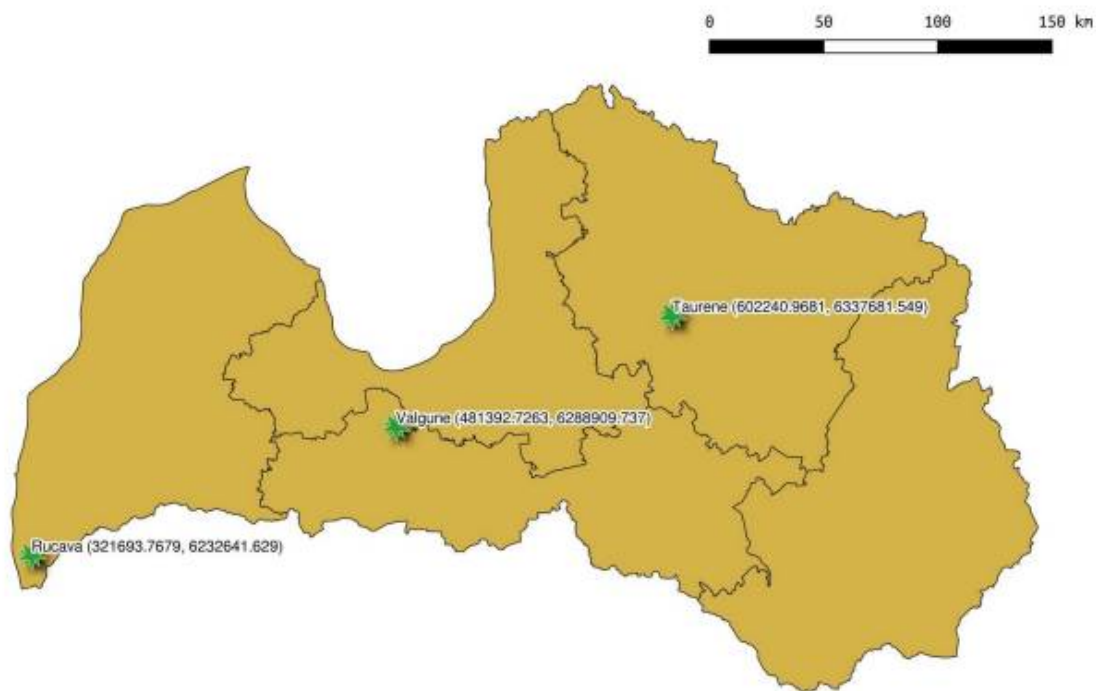 0 50 100 150 km
Taurene (602240.9681, 6337681.549)
Valgune (481392.7263, 6288909.737)
Rucava (321693.7679, 6232641.629)